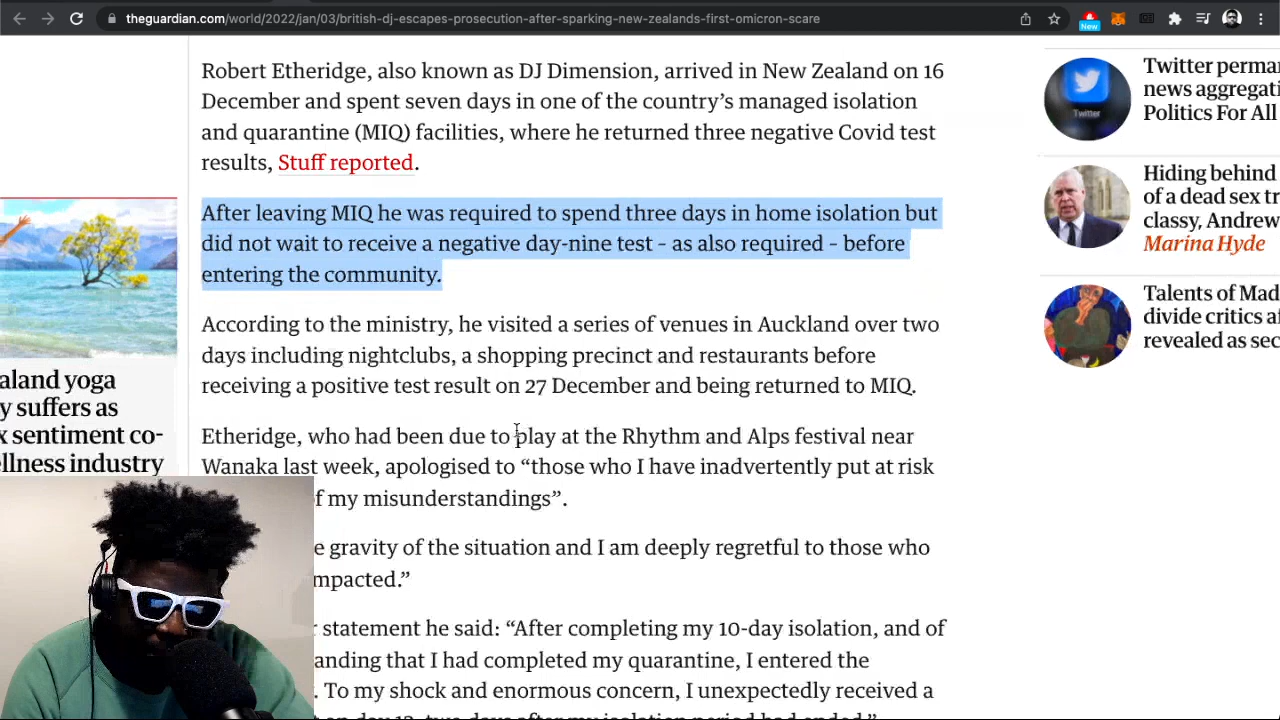 theguardian.com/world/2022/jan/03/british-dj-escapes-prosecution-after-sparking-new-zealands-first-omicron-scare
New
Robert Etheridge, also known as DJ Dimension, arrived in New Zealand on 16
December and spent seven days in one of the country’s managed isolation
and quarantine (MIQ) facilities, where he returned three negative Covid test
results, Stuff reported.
After leaving MIQ he was required to spend three days in home isolation but
did not wait to receive a negative day-nine test – as also required – before
entering the community.
According to the ministry, he visited a series of venues in Auckland over two
days including nightclubs, a shopping precinct and restaurants before
receiving a positive test result on 27 December and being returned to MIQ.
Etheridge, who had been due to play at the Rhythm and Alps festival near
Wanaka last week, apologised to “those who I have inadvertently put at risk
of my misunderstandings”.
gravity of the situation and I am deeply regretful to those who
mpacted.”
statement he said: “After completing my 10-day isolation, and of
anding that I had completed my quarantine, I entered the
. To my shock and enormous concern, I unexpectedly received a
aland yoga
y suffers as
x sentiment co-
ellness industry
Twitter
Twitter perma
news aggregati
Politics For All
Hiding behind
of a dead sex tr
classy, Andrew
Marina Hyde
Talents of Mad
divide critics af
revealed as sec